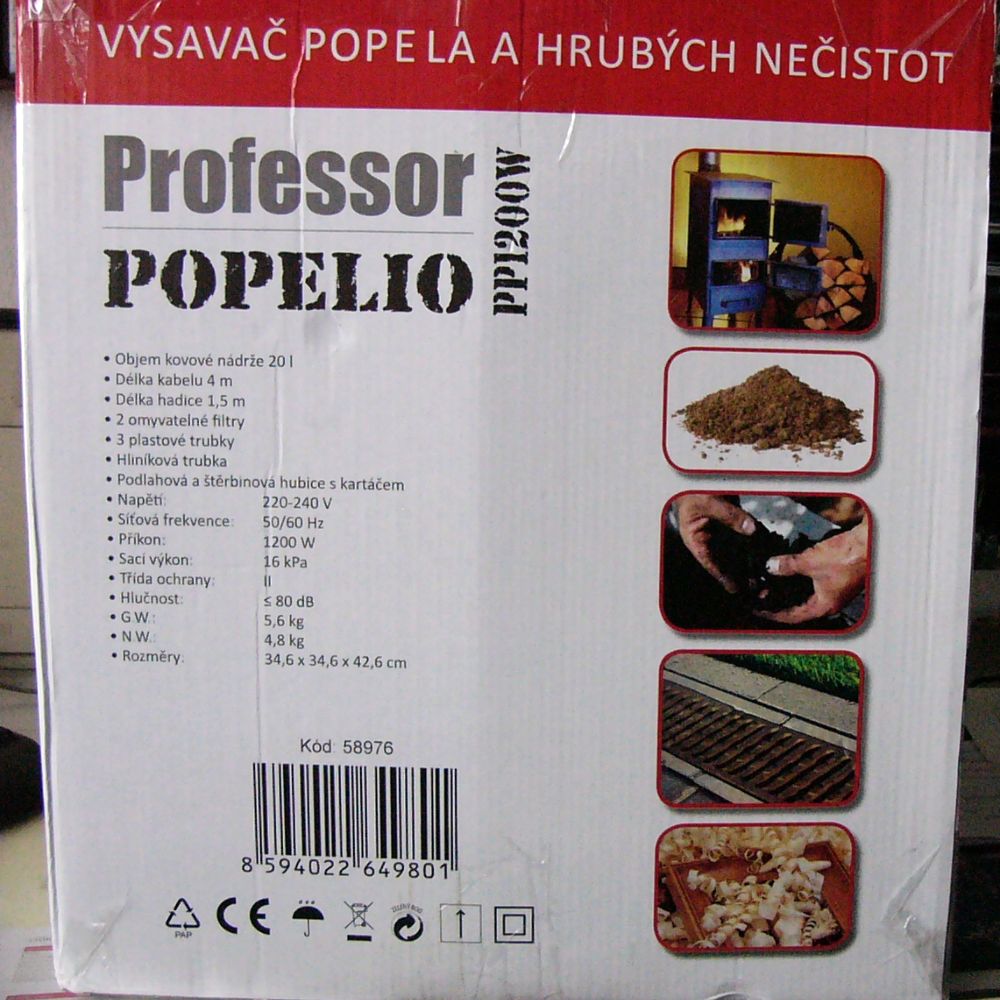 VYSAVAČ POPELA A HRUBÝCH NEČISTOT
Professor
POPEL10
PP1200W
• Objem kovové nádrže 20 l
• Délka kabelu 4 m
• Délka hadice 1,5 m
• 2 omyvatelné filtry
• 3 plastové trubky
• Hliníková trubka
• Podlahová a štěrbinová hubice s kartáčem
• Napětí: 220-240 V
• Síťová frekvence: 50/60 Hz
• Příkon: 1200 W
• Sací výkon: 16 kPa
• Třída ochrany: II
• Hlučnost: ≤ 80 dB
• G.W.: 5,6 kg
• N.W.: 4,8 kg
• Rozměry: 34,6 x 34,6 x 42,6 cm
Kód: 58976
8 594022 649801
PAP
CE
ZELENÝ BOD